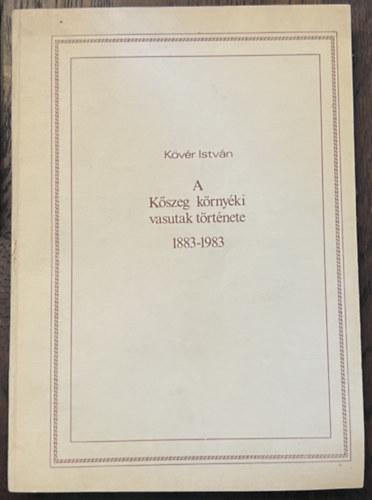 Kövér István
A
Kőszeg környéki
vasutak története
1883-1983